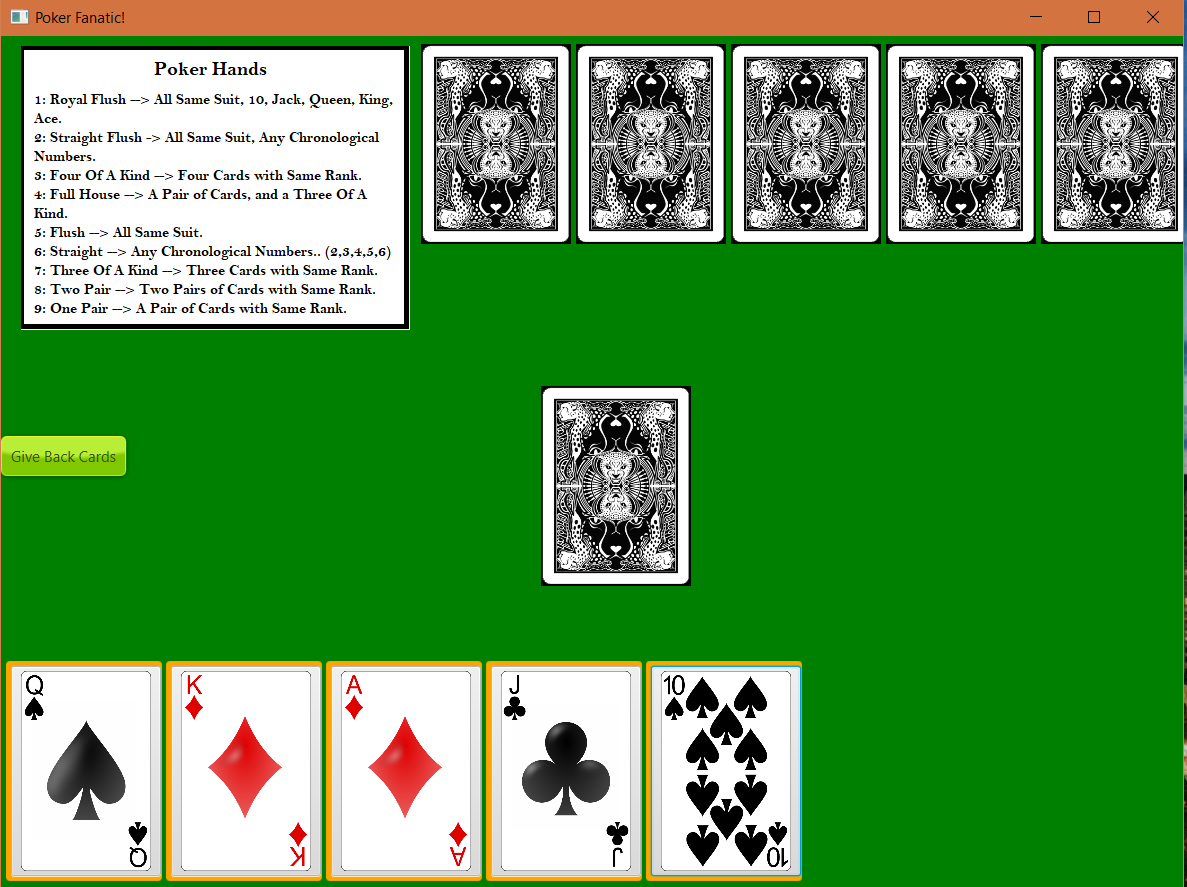 Poker Fanatic!
Poker Hands
1: Royal Flush --> All Same Suit, 10, Jack, Queen, King,
Ace.
2: Straight Flush -> All Same Suit, Any Chronological
Numbers.
3: Four Of A Kind --> Four Cards with Same Rank.
4: Full House --> A Pair of Cards, and a Three Of A
Kind.
5: Flush --> All Same Suit.
6: Straight --> Any Chronological Numbers.. (2,3,4,5,6)
7: Three Of A Kind --> Three Cards with Same Rank.
8: Two Pair --> Two Pairs of Cards with Same Rank.
9: One Pair --> A Pair of Cards with Same Rank.
Give Back Cards
Q K A J 10
Q K A J 10